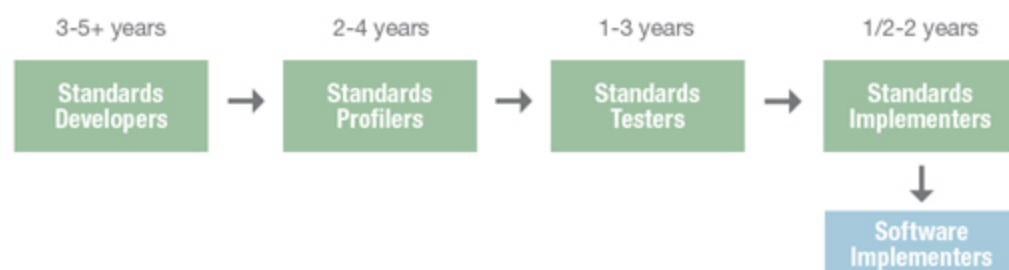 3-5+ years
2-4 years
1-3 years
1/2-2 years
Standards
Developers
Standards
Profilers
Standards
Testers
Standards
Implementers
Software
Implementers